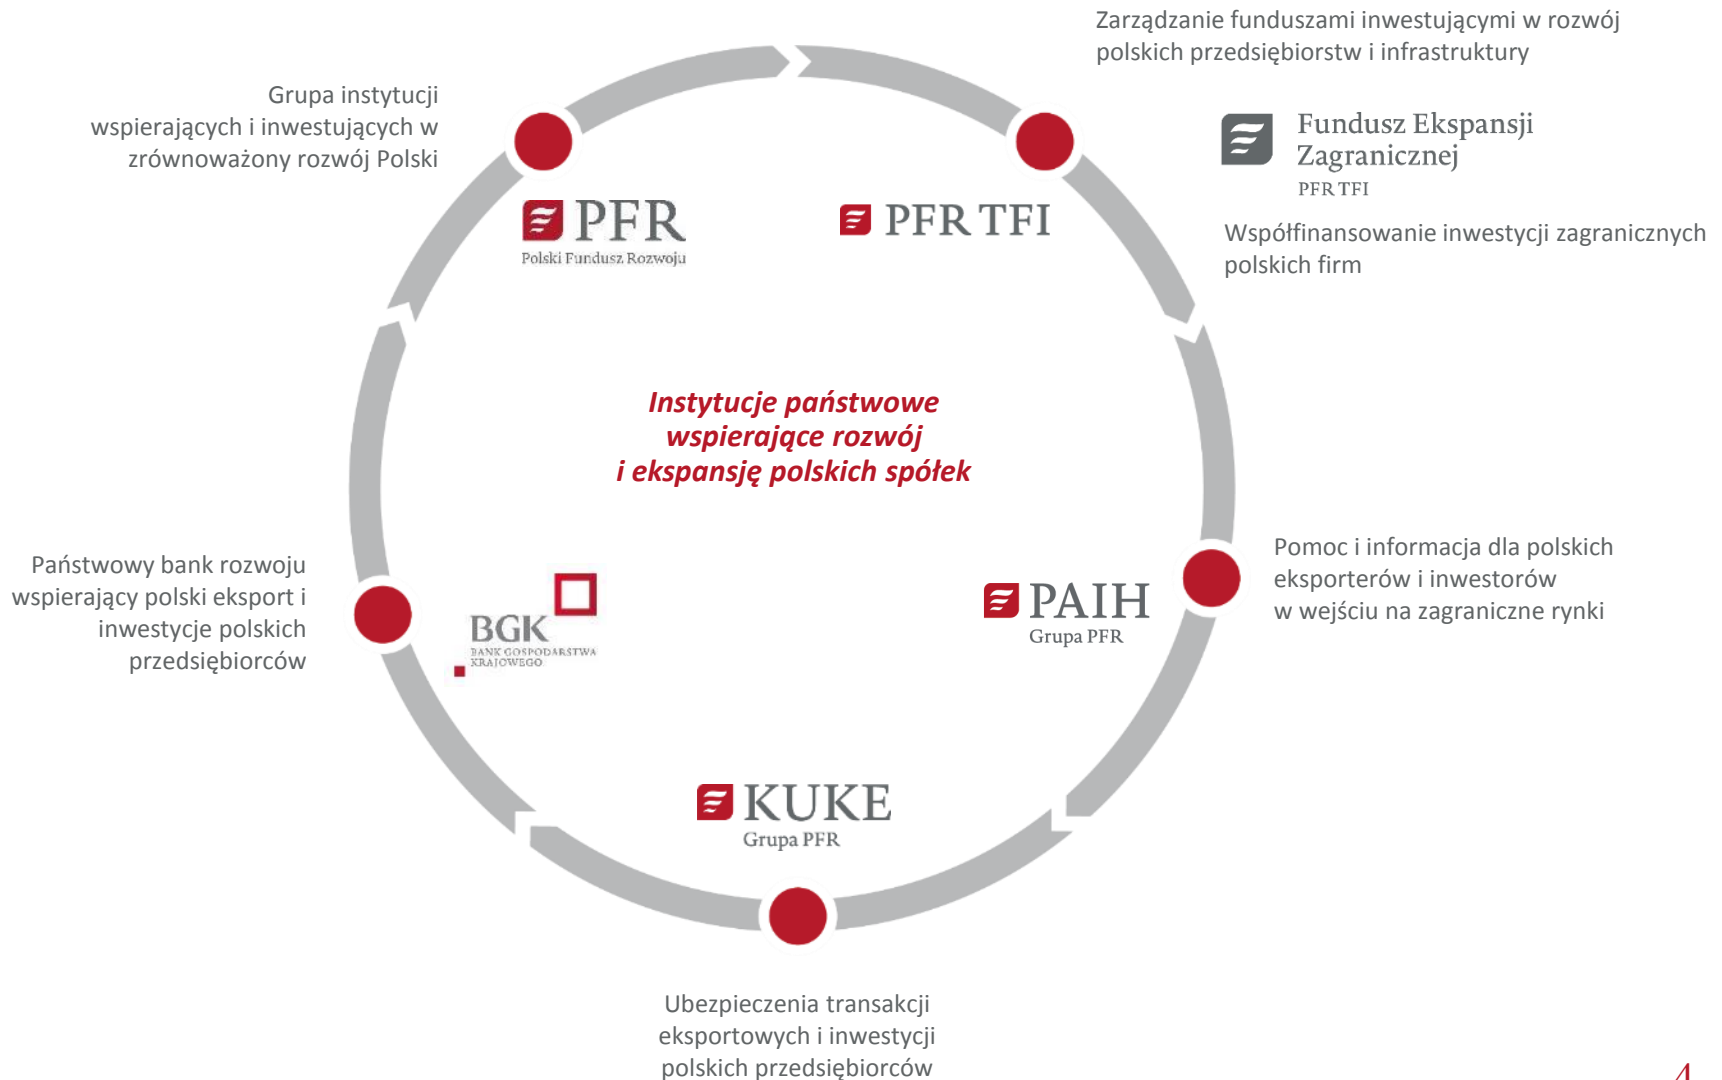 Zarządzanie funduszami inwestującymi w rozwój
polskich przedsiębiorstw i infrastruktury
Grupa instytucji
wspierających i inwestujących w
zrównoważony rozwój Polski
Fundusz Ekspansji
Zagranicznej
PFR TFI
Współfinansowanie inwestycji zagranicznych
polskich firm
PFR
Polski Fundusz Rozwoju
PFR TFI
Instytucje państwowe
wspierające rozwój
i ekspansję polskich spółek
Państwowy bank rozwoju
wspierający polski eksport i
inwestycje polskich
przedsiębiorców
BGK
BANK GOSPODARSTWA
KRAJOWEGO
PAIH
Grupa PFR
Pomoc i informacja dla polskich
eksporterów i inwestorów
w wejściu na zagraniczne rynki
KUKE
Grupa PFR
Ubezpieczenia transakcji
eksportowych i inwestycji
polskich przedsiębiorców
4